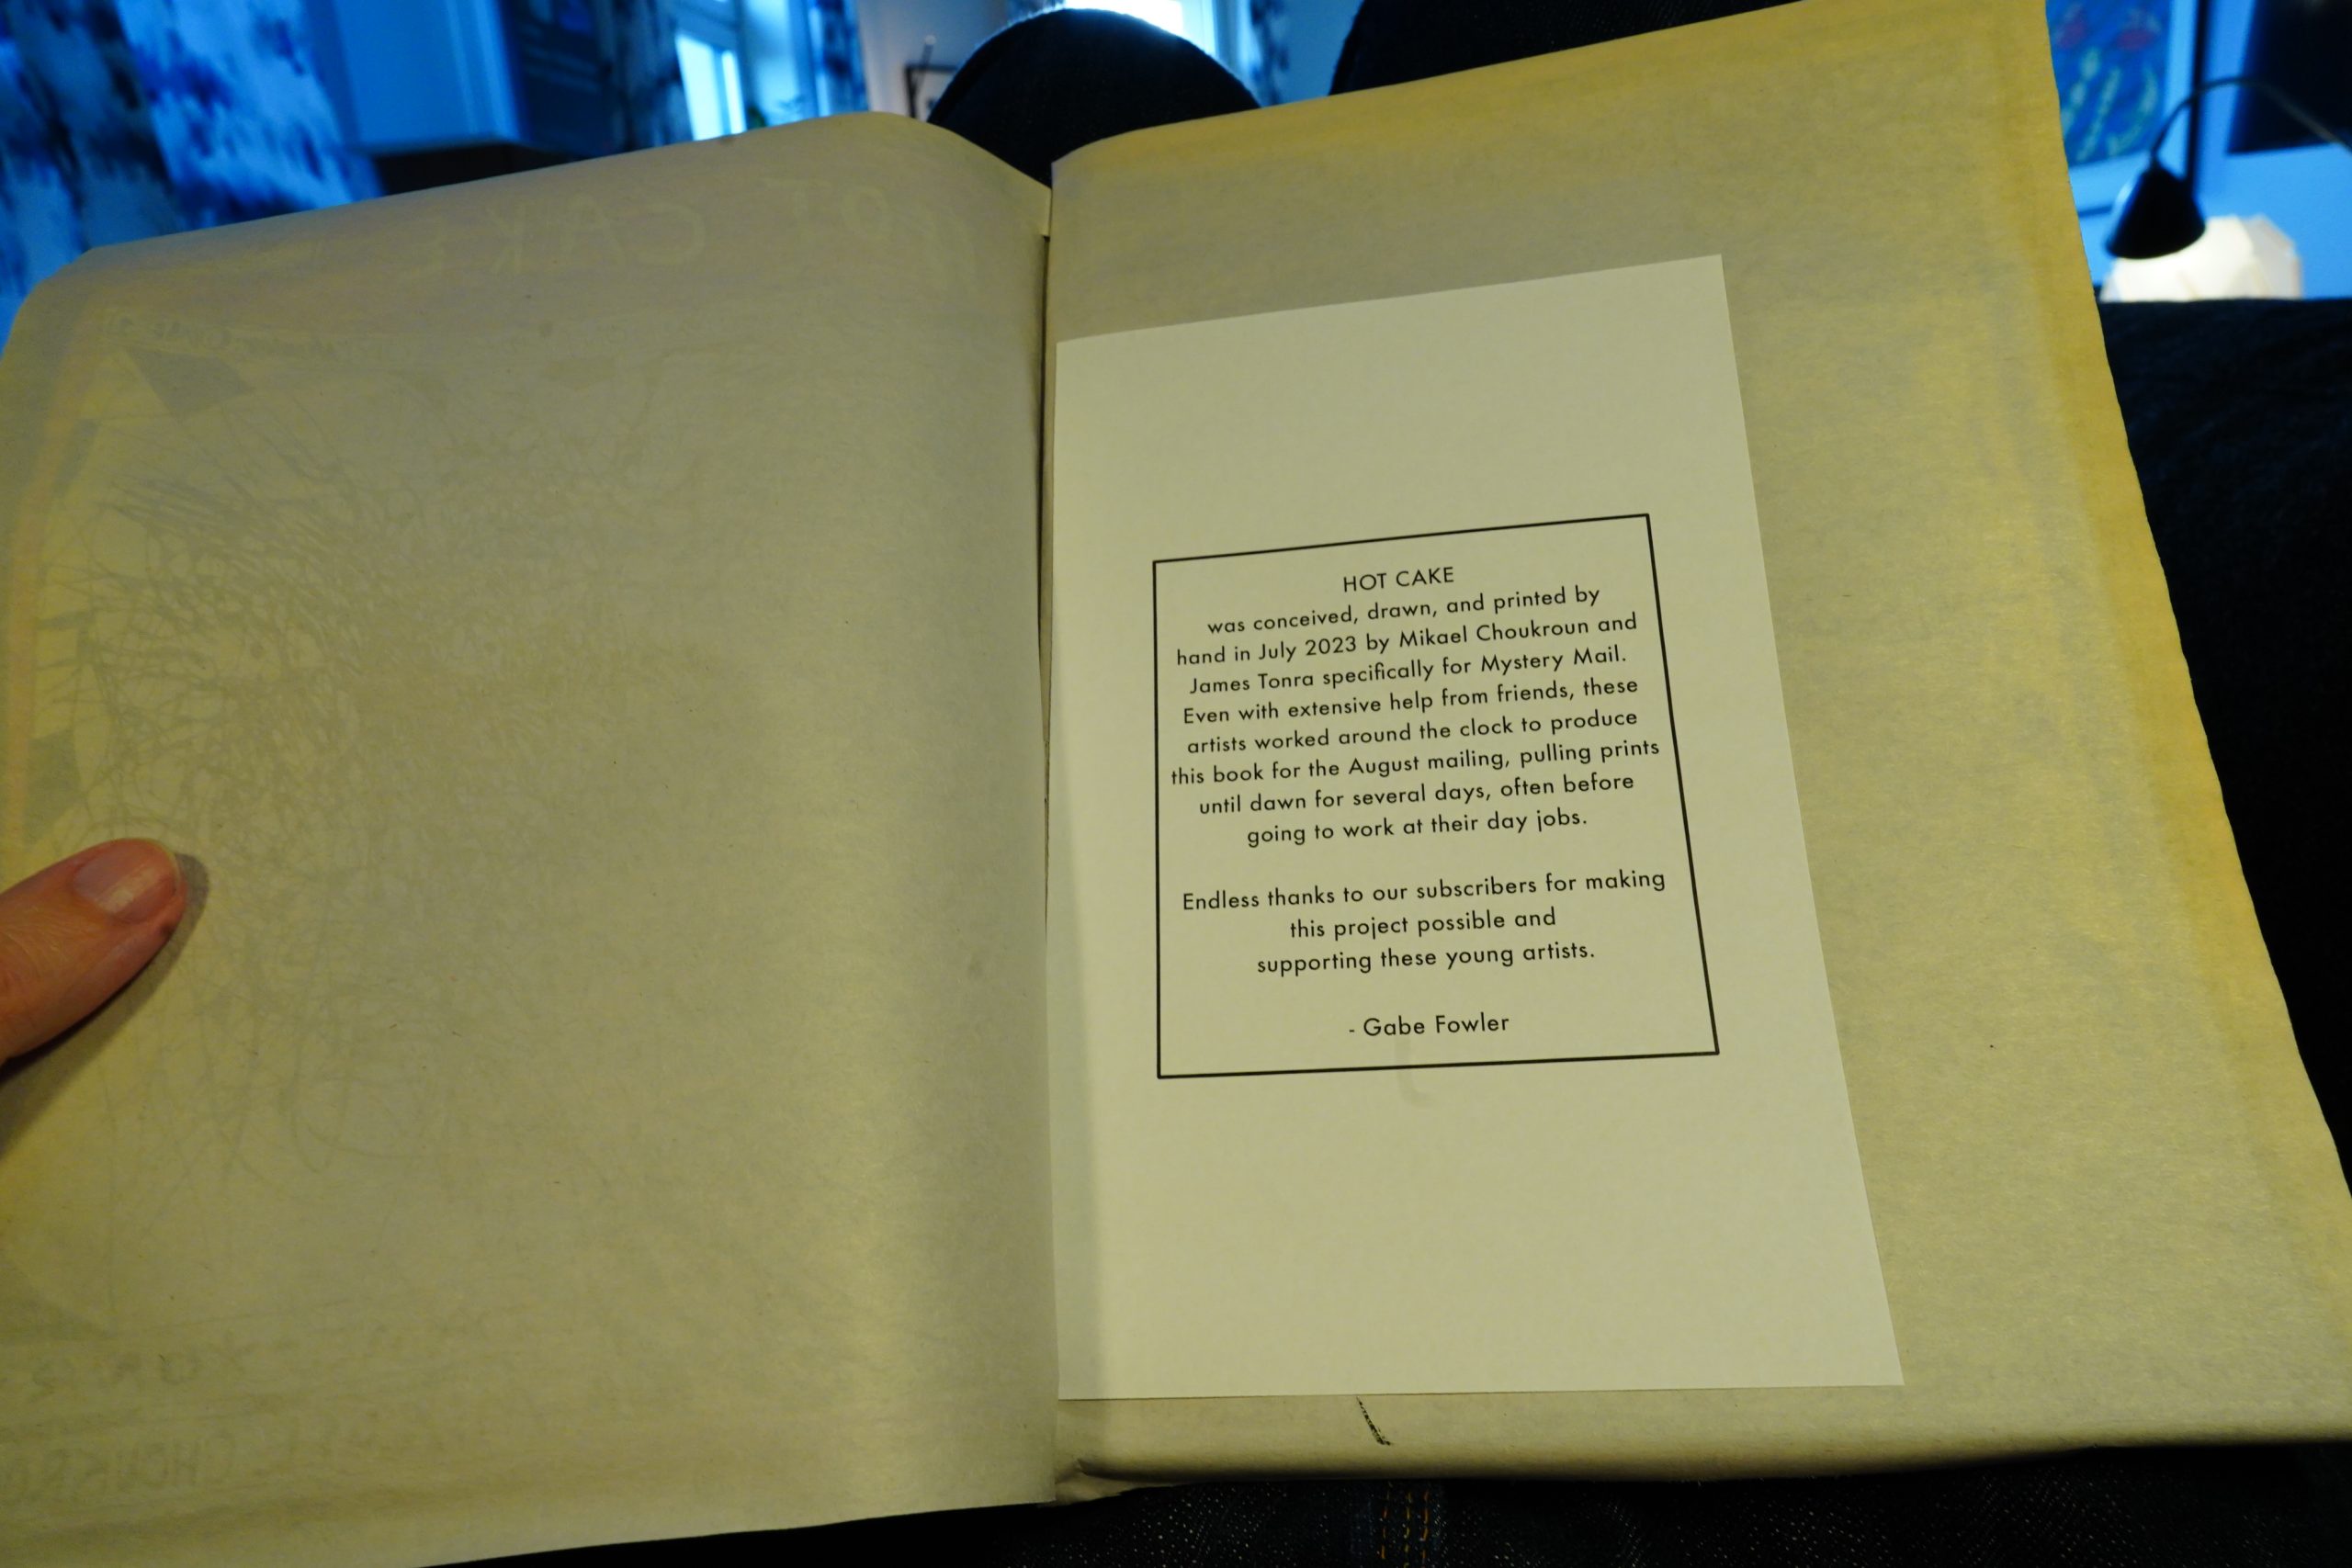 HOT CAKE
was conceived, drawn, and printed by
hand in July 2023 by Mikael Choukroun and
James Tonra specifically for Mystery Mail.
Even with extensive help from friends, these
artists worked around the clock to produce
this book for the August mailing, pulling prints
until dawn for several days, often before
going to work at their day jobs.
Endless thanks to our subscribers for making
this project possible and
supporting these young artists.
- Gabe Fowler